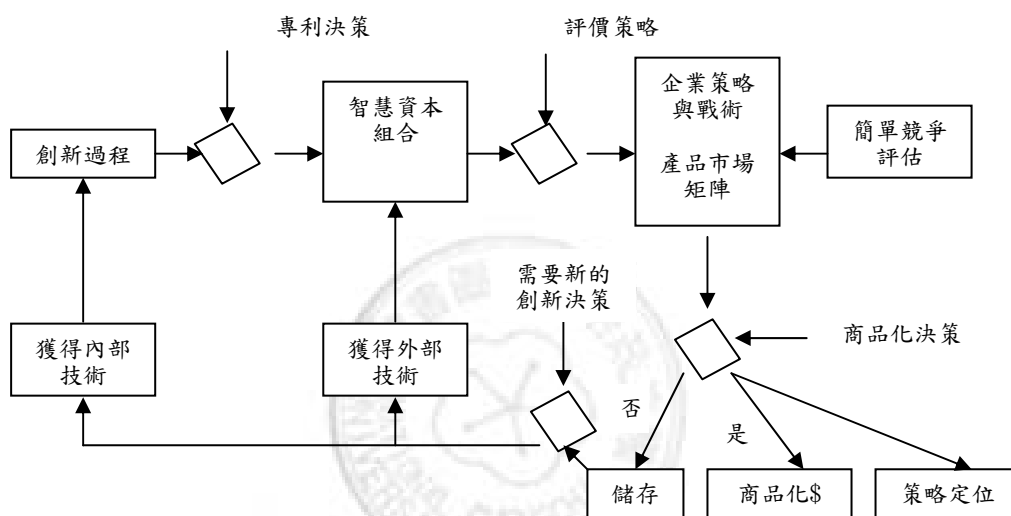 專利決策
評價策略
創新過程
智慧資本
組合
企業策略
與戰術
產品市場
矩陣
簡單競爭
評估
需要新的
創新決策
獲得內部
技術
獲得外部
技術
商品化決策
否
是
儲存
商品化$
策略定位